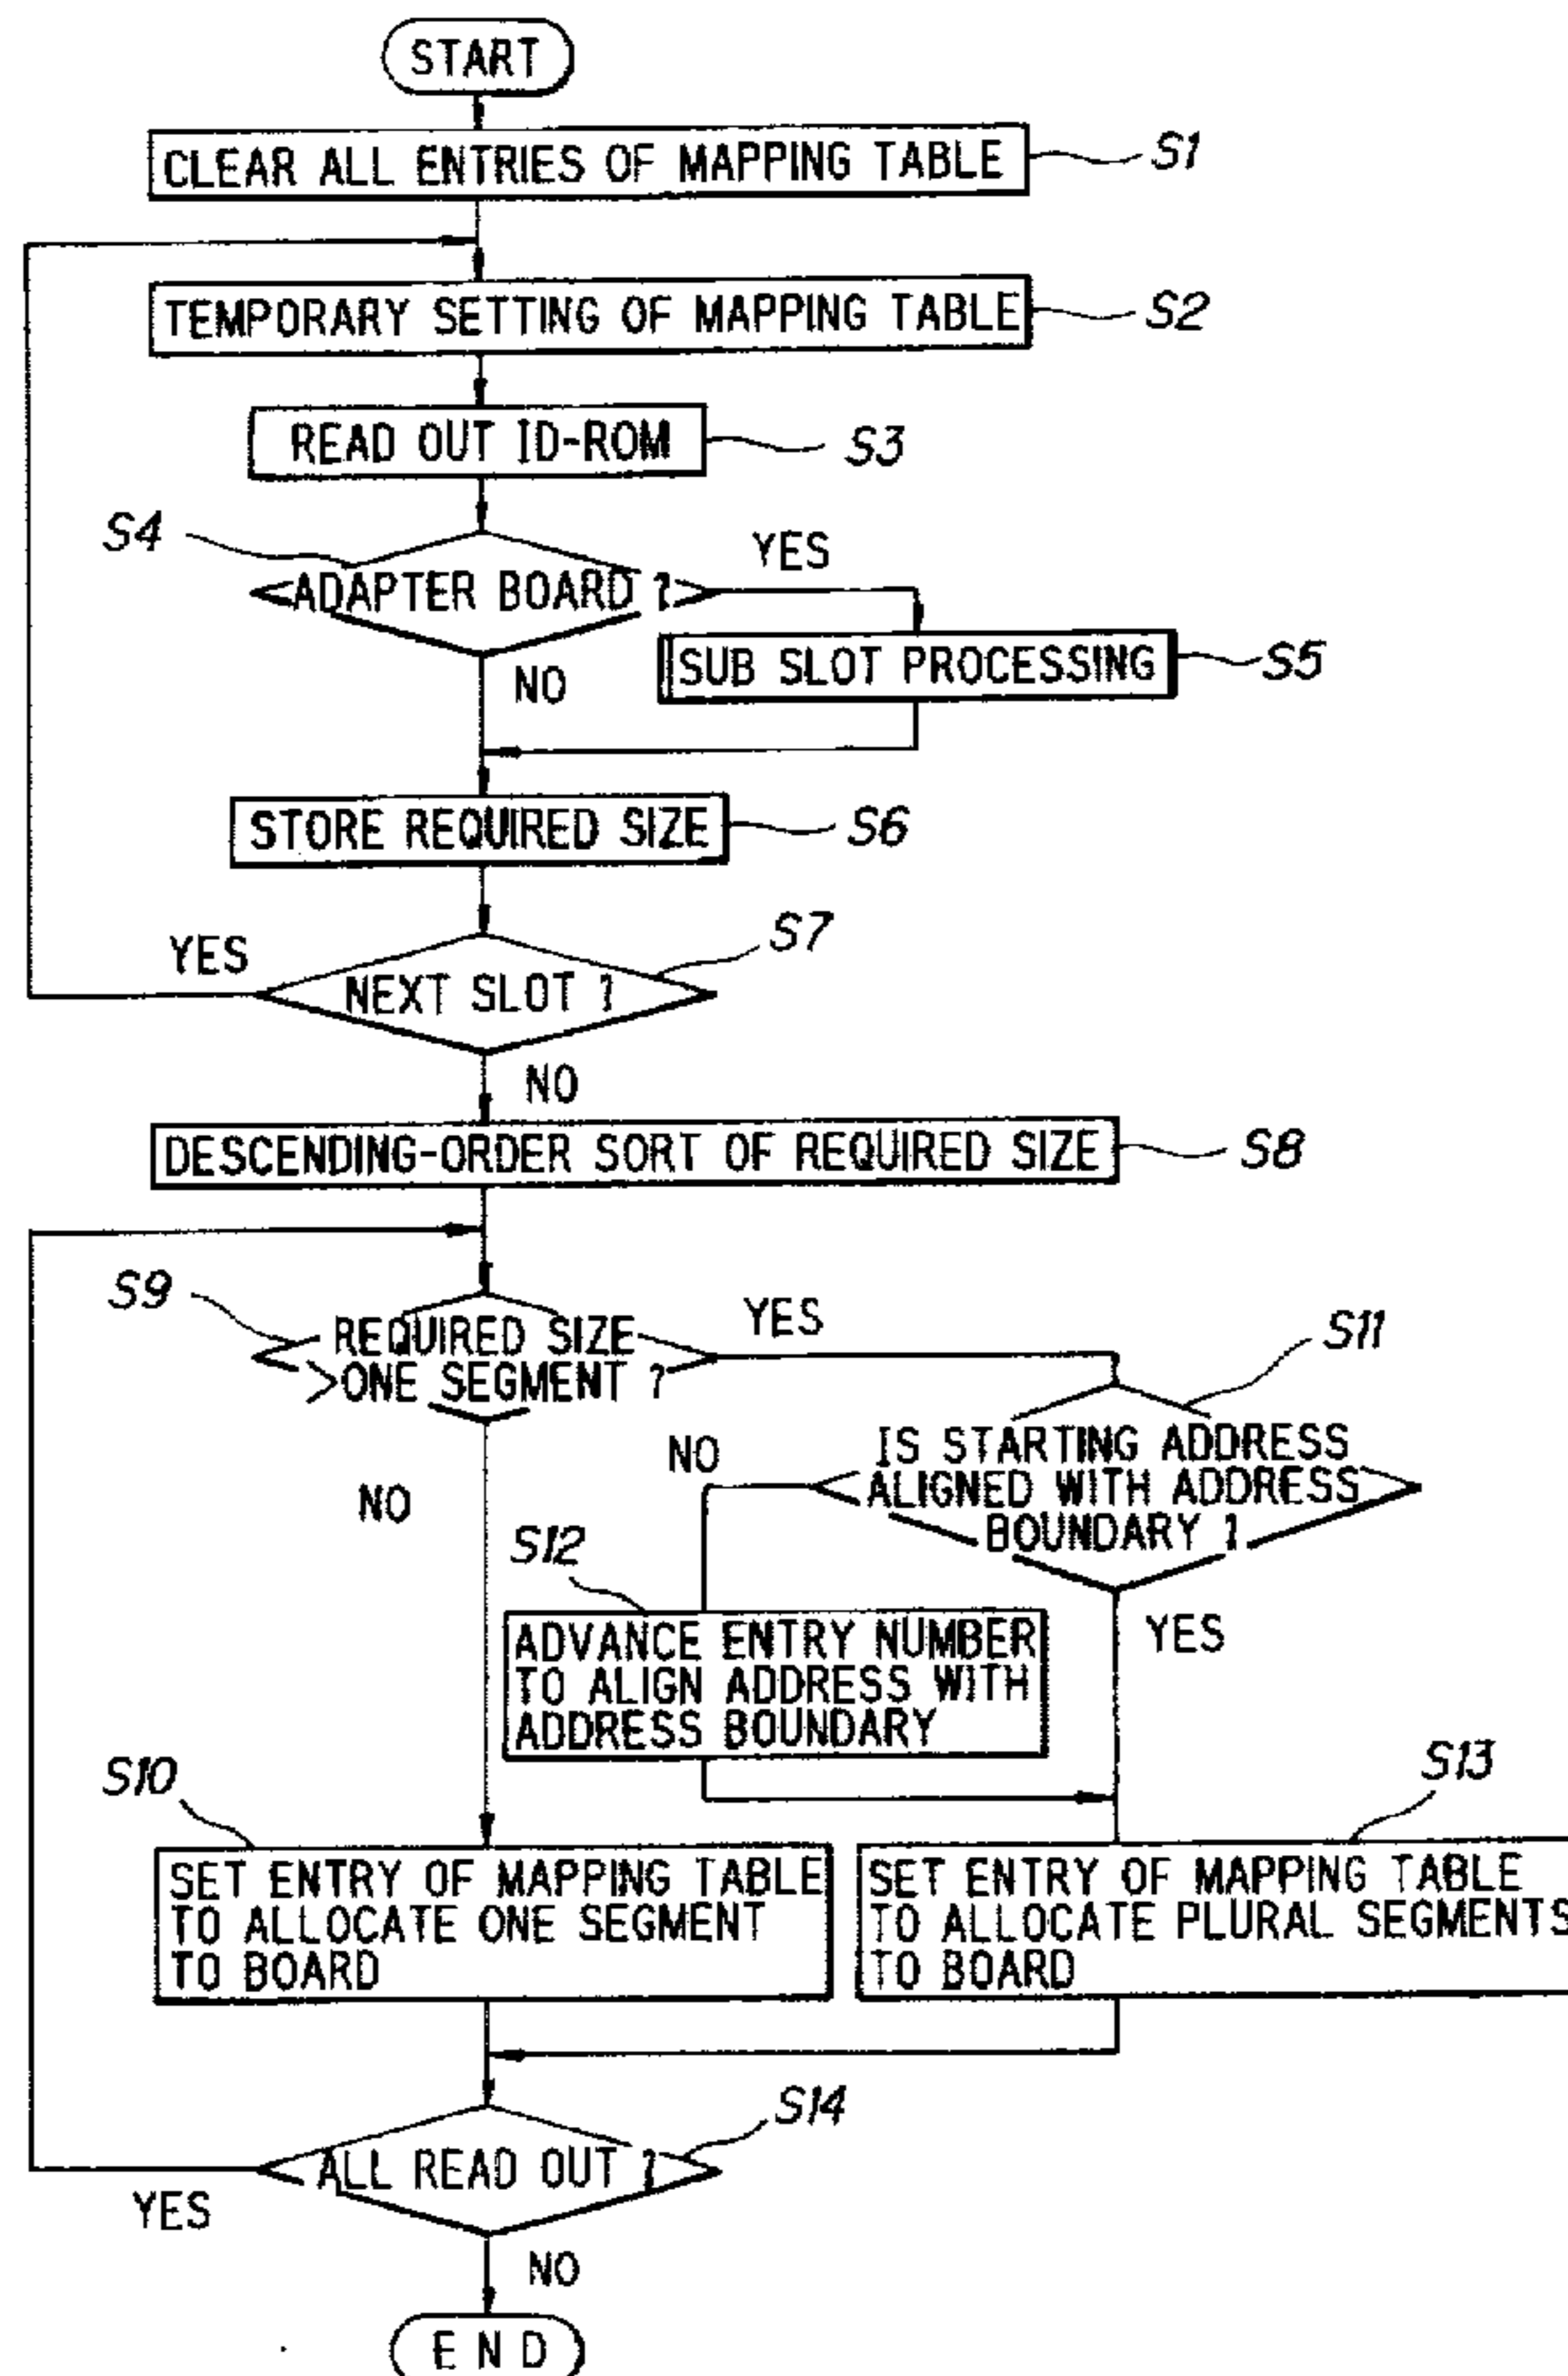 START
CLEAR ALL ENTRIES OF MAPPING TABLE
S1
TEMPORARY SETTING OF MAPPING TABLE
S2
READ OUT ID-ROM
S3
S4
ADAPTER BOARD ?
YES
SUB SLOT PROCESSING
S5
NO
STORE REQUIRED SIZE
S6
S7
YES
NEXT SLOT ?
NO
DESCENDING-ORDER SORT OF REQUIRED SIZE
S8
S9
REQUIRED SIZE
>ONE SEGMENT ?
YES
S11
NO
IS STARTING ADDRESS
ALIGNED WITH ADDRESS
BOUNDARY ?
NO
S12
ADVANCE ENTRY NUMBER
TO ALIGN ADDRESS WITH
ADDRESS BOUNDARY
YES
S10
S13
SET ENTRY OF MAPPING TABLE
TO ALLOCATE ONE SEGMENT
TO BOARD
SET ENTRY OF MAPPING TABLE
TO ALLOCATE PLURAL SEGMENTS
TO BOARD
S14
ALL READ OUT ?
YES
NO
END